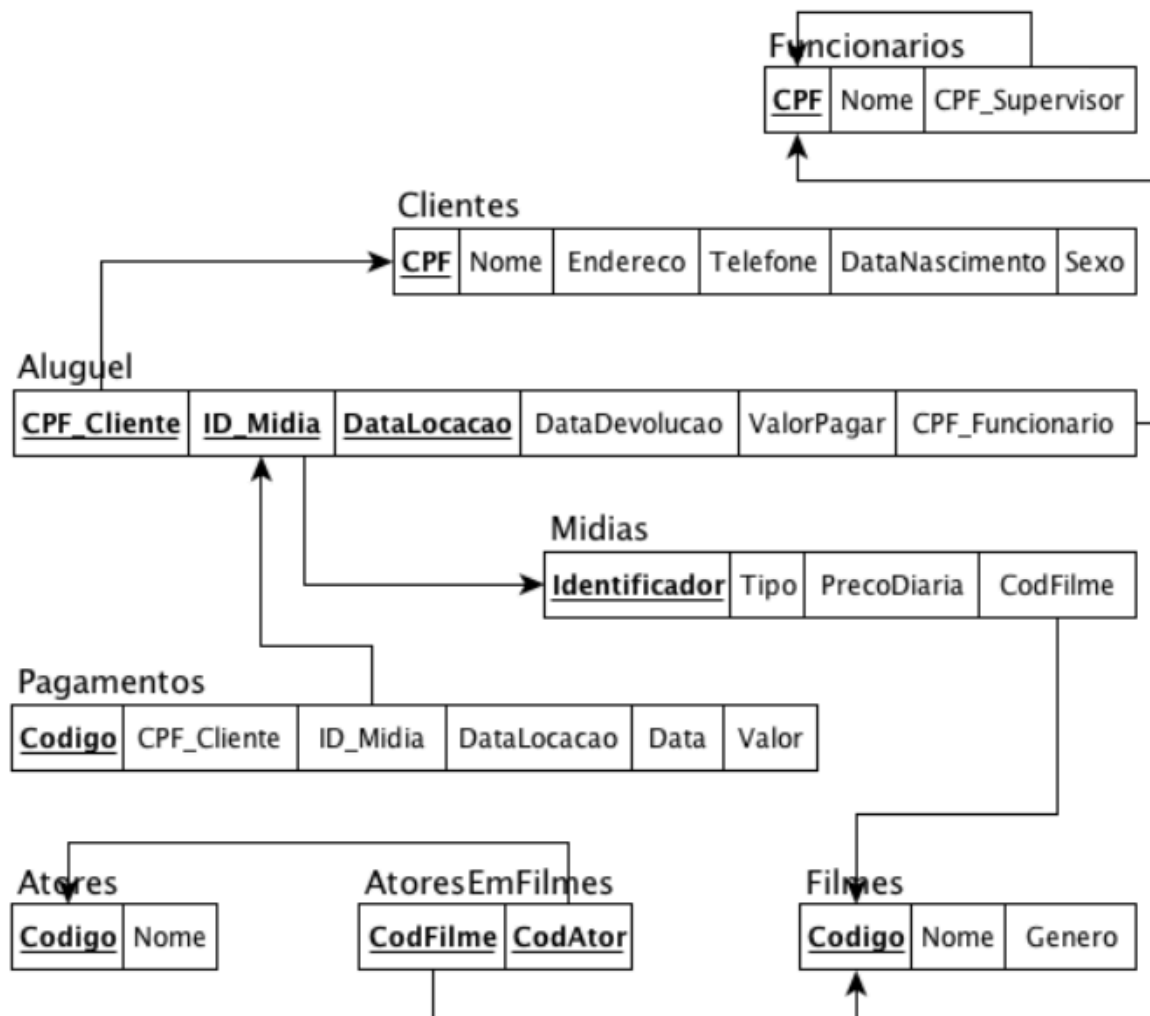 Funcionarios
CPF Nome CPF_Supervisor
Clientes
CPF Nome Endereco Telefone DataNascimento Sexo
Aluguel
CPF_Cliente ID_Midia DataLocacao DataDevolucao ValorPagar CPF_Funcionario
Midias
Identificador Tipo PrecoDiaria CodFilme
Pagamentos
Codigo CPF_Cliente ID_Midia DataLocacao Data Valor
Atores AtoresEmFilmes Filmes
Codigo Nome CodFilme CodAtor Codigo Nome Genero